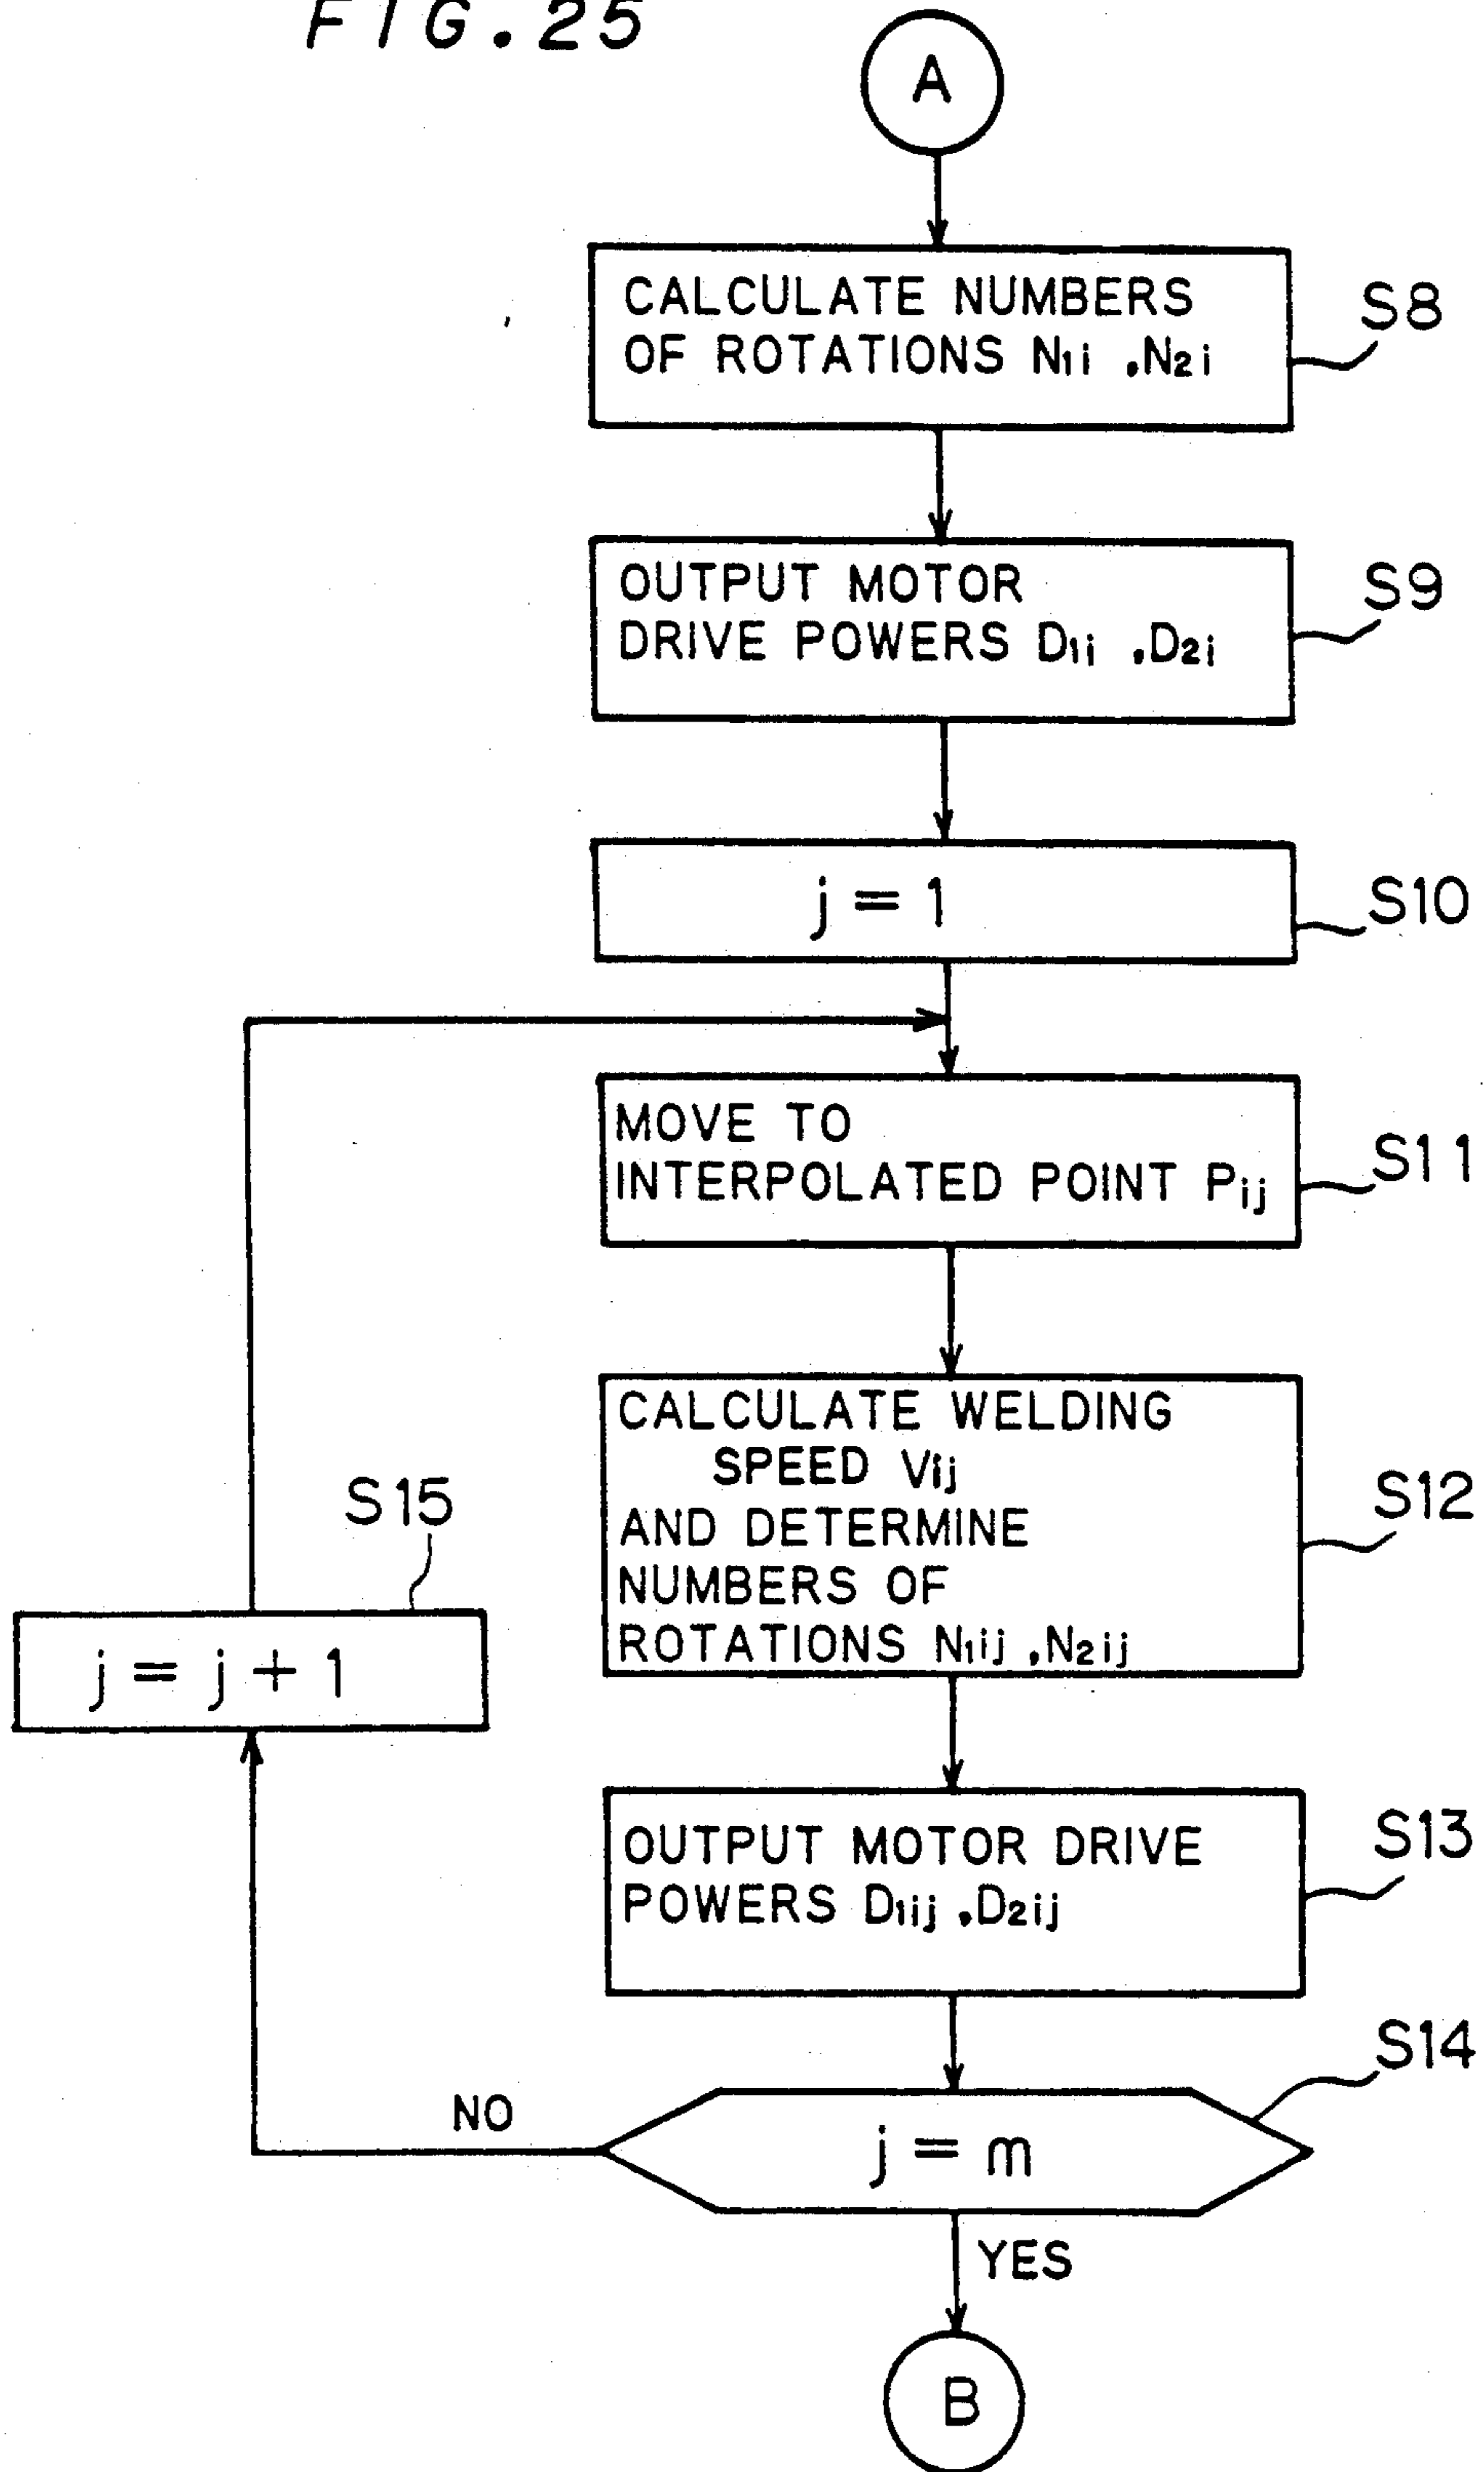 FIG.25
A
CALCULATE NUMBERS
OF ROTATIONS N1i ,N2i
S8
OUTPUT MOTOR
DRIVE POWERS D1i ,D2i
S9
j = 1
S10
MOVE TO
INTERPOLATED POINT Pij
S11
CALCULATE WELDING
SPEED Vij
AND DETERMINE
NUMBERS OF
ROTATIONS N1ij ,N2ij
S12
S15
j = j + 1
OUTPUT MOTOR DRIVE
POWERS D1ij ,D2ij
S13
S14
NO
j = m
YES
B